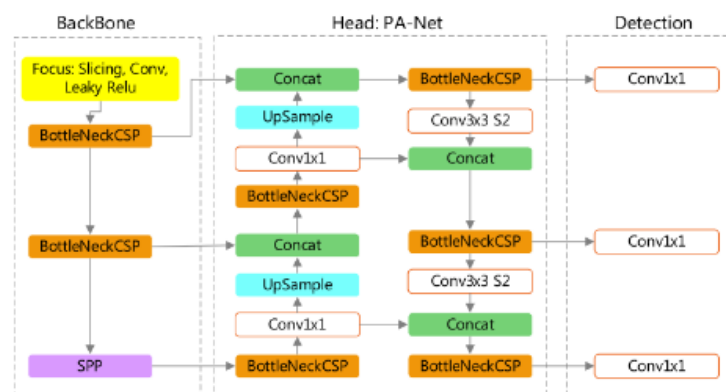 BackBone
Head: PA-Net
Detection
Focus: Slicing, Conv,
Leaky Relu
BottleNeckCSP
BottleNeckCSP
SPP
Concat
UpSample
Conv1x1
BottleNeckCSP
Concat
UpSample
Conv1x1
BottleNeckCSP
BottleNeckCSP
Conv3x3 S2
Concat
BottleNeckCSP
Conv3x3 S2
Concat
BottleNeckCSP
Conv1x1
Conv1x1
Conv1x1